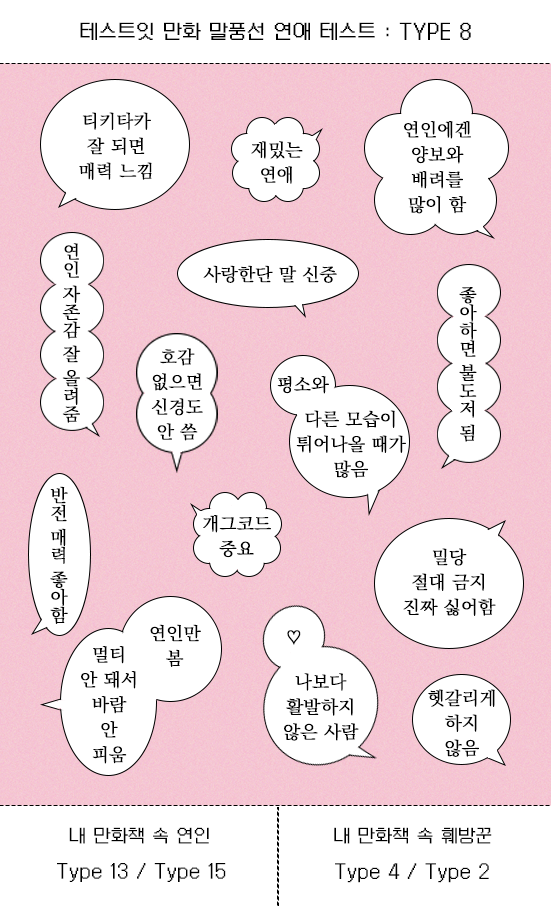 테스트잇 만화 말풍선 연애 테스트 : TYPE 8
티키타카
잘 되면
매력 느낌
재밌는
연애
연인에겐
양보와
배려를
많이 함
연인 자존감 잘 올려줌
사랑한단 말 신중
좋아하면 불도저 됨
호감
없으면
신경도
안 씀
평소와
다른 모습이
튀어나올 때가
많음
반전 매력 좋아함
개그코드
중요
밀당
절대 금지
진짜 싫어함
연인만
봄
멀티
안 돼서
바람
안
피움
♡
나보다
활발하지
않은 사람
헷갈리게
하지
않음
내 만화책 속 연인
Type 13 / Type 15
내 만화책 속 훼방꾼
Type 4 / Type 2